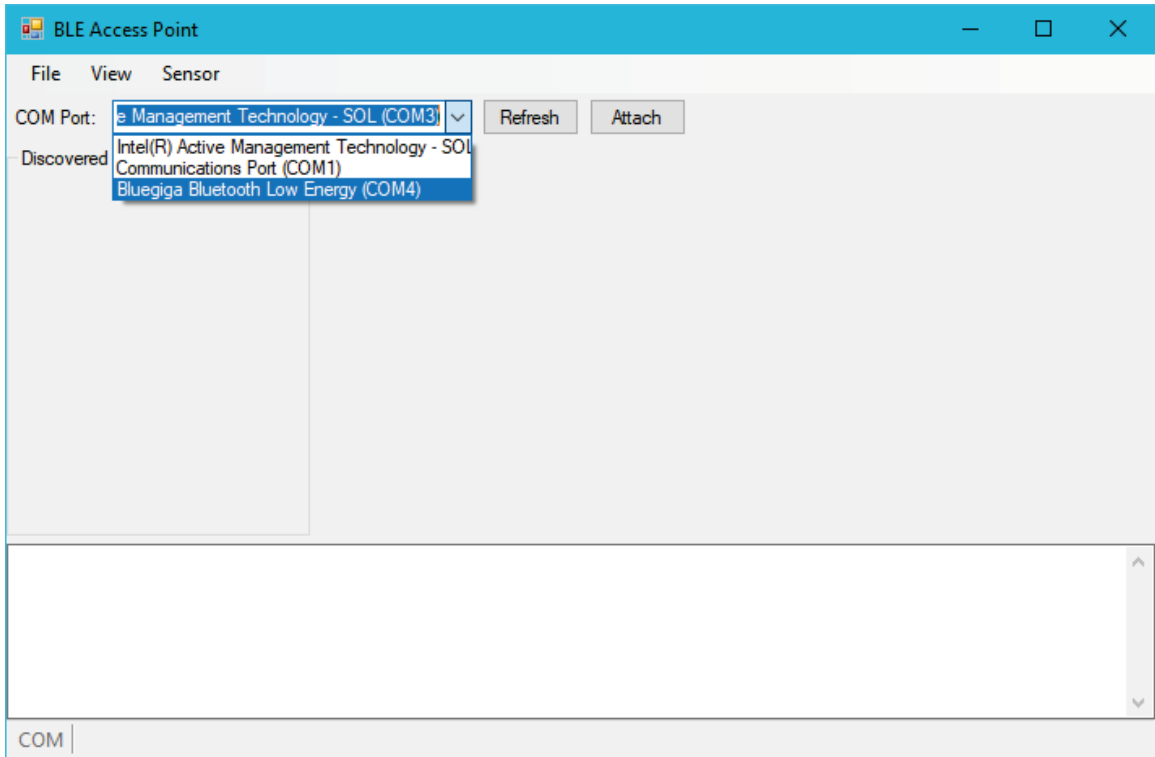 BLE Access Point
File View Sensor
COM Port: e Management Technology - SOL (COM3) Refresh Attach
Intel(R) Active Management Technology - SOL
Discovered
Communications Port (COM1)
Bluegiga Bluetooth Low Energy (COM4)
COM